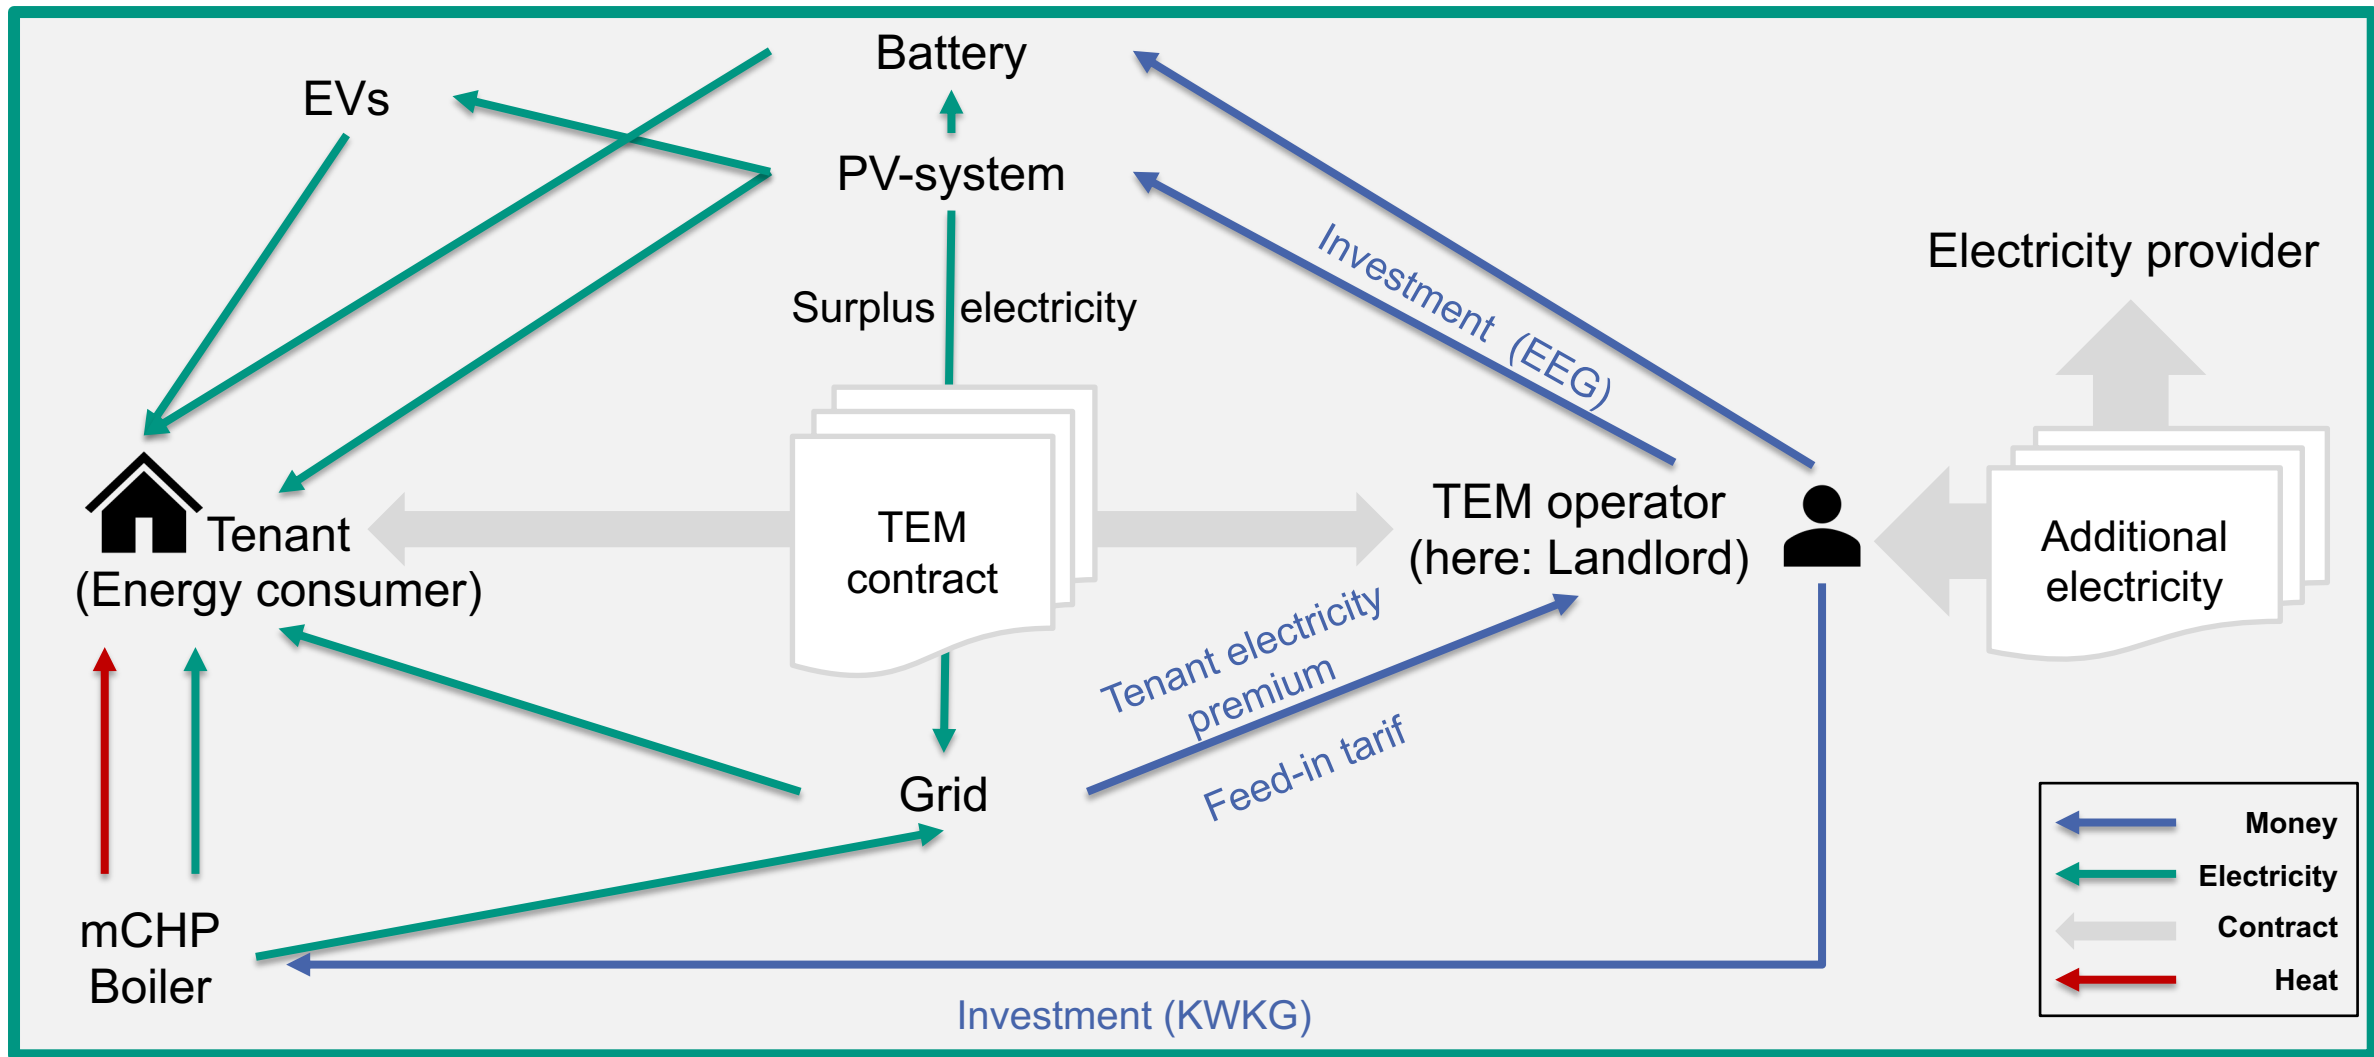 Battery
EVs
PV-system
Investment (EEG)
Electricity provider
Surplus electricity
TEM
contract
TEM operator
(here: Landlord)
Additional
electricity
Tenant
(Energy consumer)
Tenant electricity
premium
Feed-in tarif
Grid
mCHP
Boiler
Investment (KWKG)
Money
Electricity
Contract
Heat